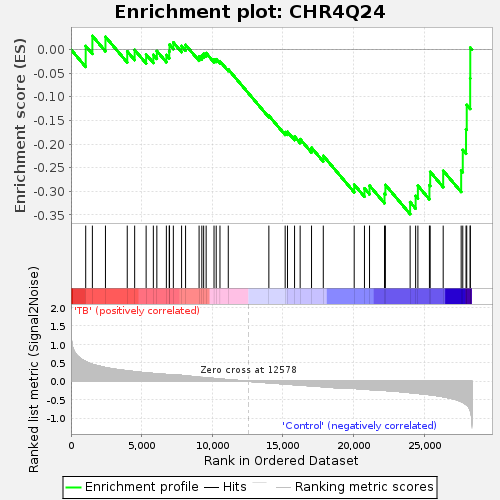 Enrichment plot: CHR4Q24
Enrichment score (ES)
0.00
-0.05
-0.10
-0.15
-0.20
-0.25
-0.30
-0.35
'TB' (positively correlated)
Ranked list metric (Signal2Noise)
2.0
1.5
1.0
0.5
0.0
-0.5
-1.0
Zero cross at 12578
'Control' (negatively correlated)
0 5,000 10,000 15,000 20,000 25,000
Rank in Ordered Dataset
Enrichment profile Hits Ranking metric scores